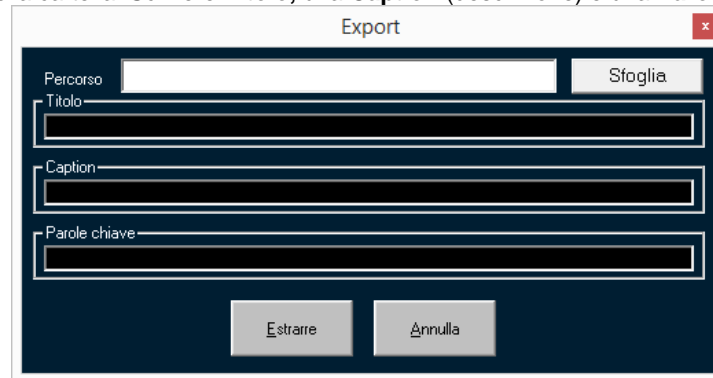 Export
x
Percorso
Sfoglia
Titolo
Caption
Parole chiave
Estrarre
Annulla